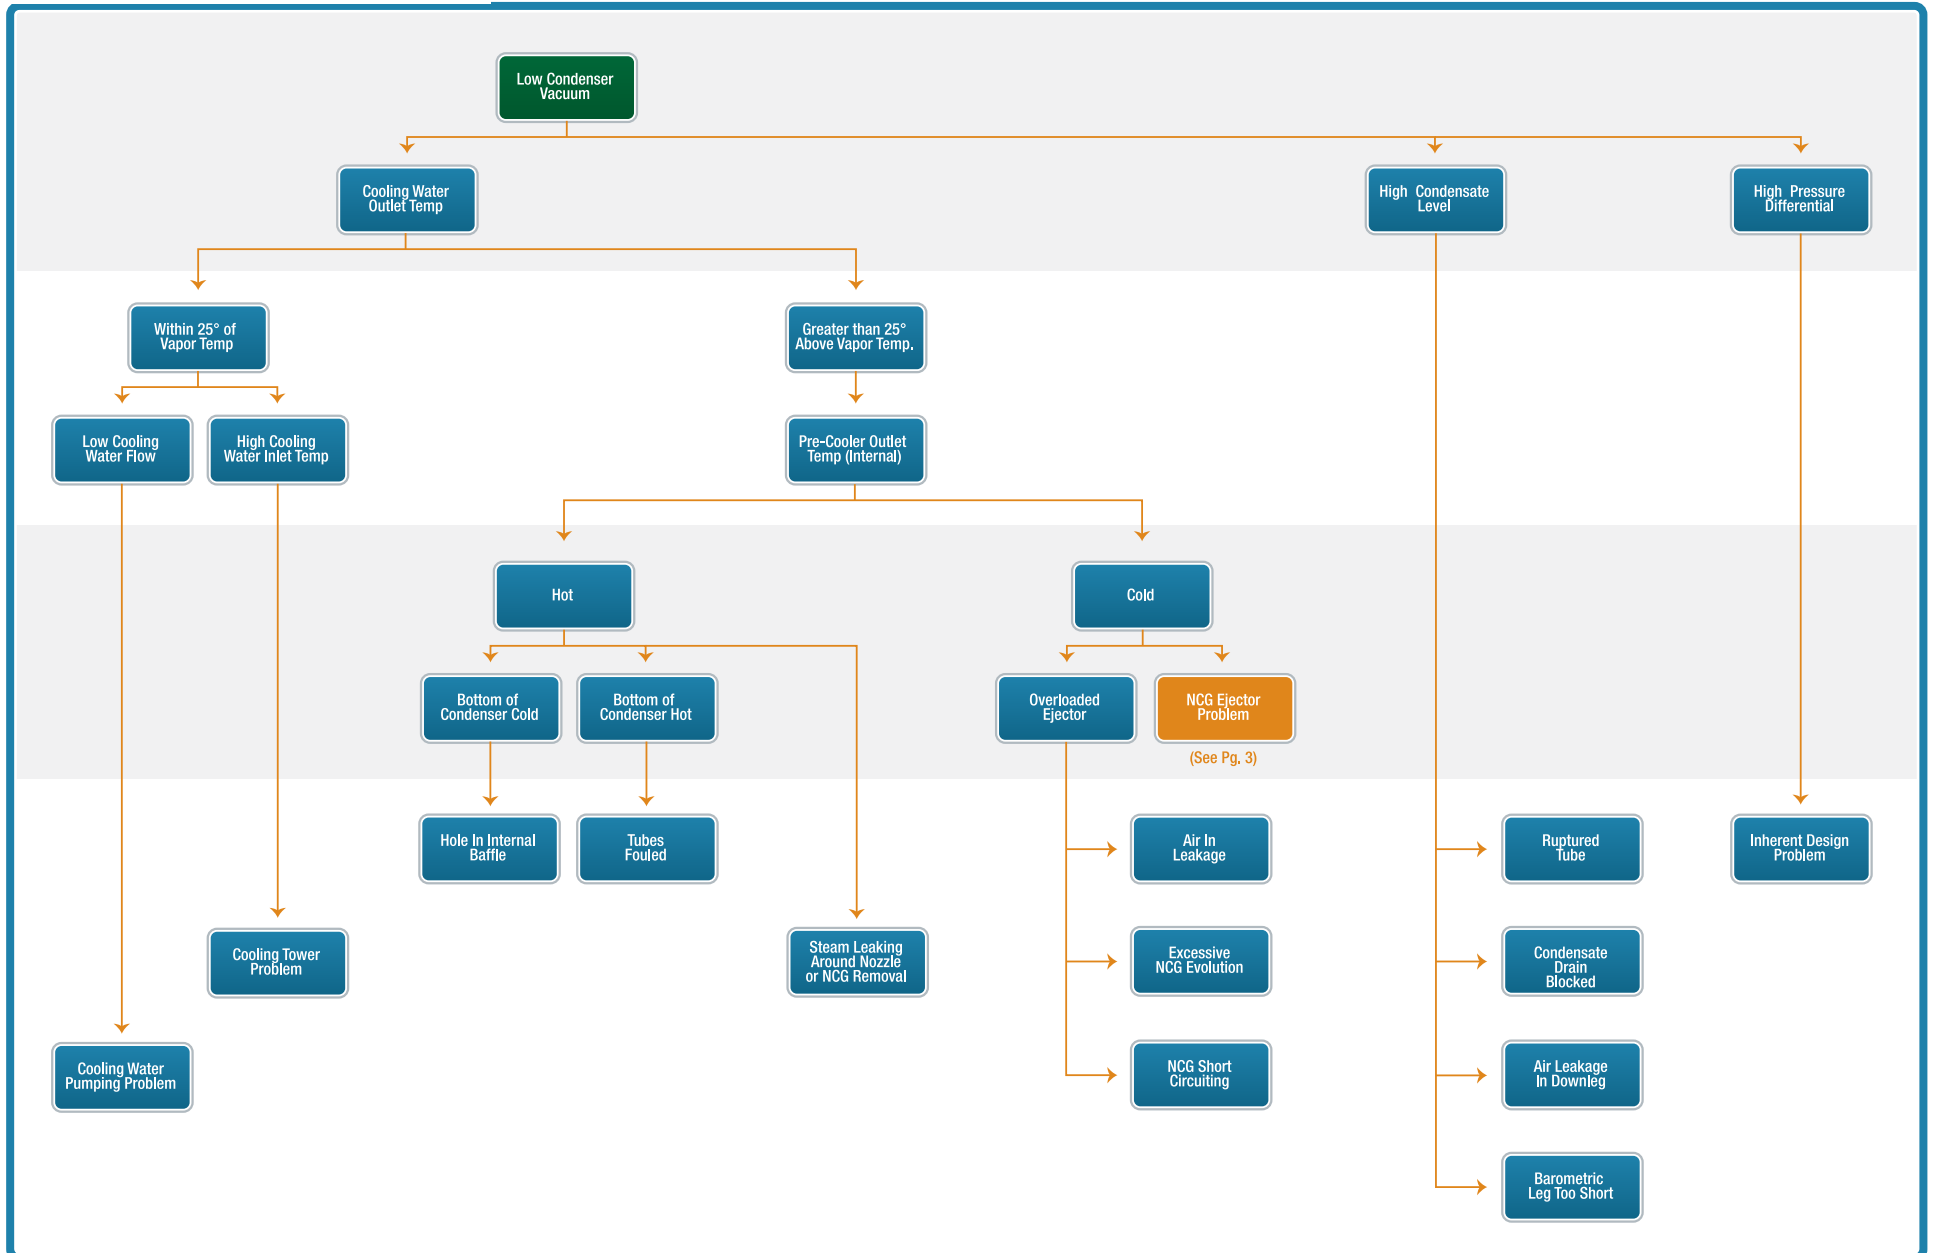 Low Condenser
Vacuum
Cooling Water
Outlet Temp
High Condensate
Level
High Pressure
Differential
Within 25° of
Vapor Temp
Greater than 25°
Above Vapor Temp.
Low Cooling
Water Flow
High Cooling
Water Inlet Temp
Pre-Cooler Outlet
Temp (Internal)
Hot
Cold
Bottom of
Condenser Cold
Bottom of
Condenser Hot
Overloaded
Ejector
NCG Ejector
Problem
(See Pg. 3)
Hole In Internal
Baffle
Tubes
Fouled
Air In
Leakage
Ruptured
Tube
Inherent Design
Problem
Cooling Tower
Problem
Steam Leaking
Around Nozzle
or NCG Removal
Excessive
NCG Evolution
Condensate
Drain
Blocked
Cooling Water
Pumping Problem
NCG Short
Circuiting
Air Leakage
In Downleg
Barometric
Leg Too Short